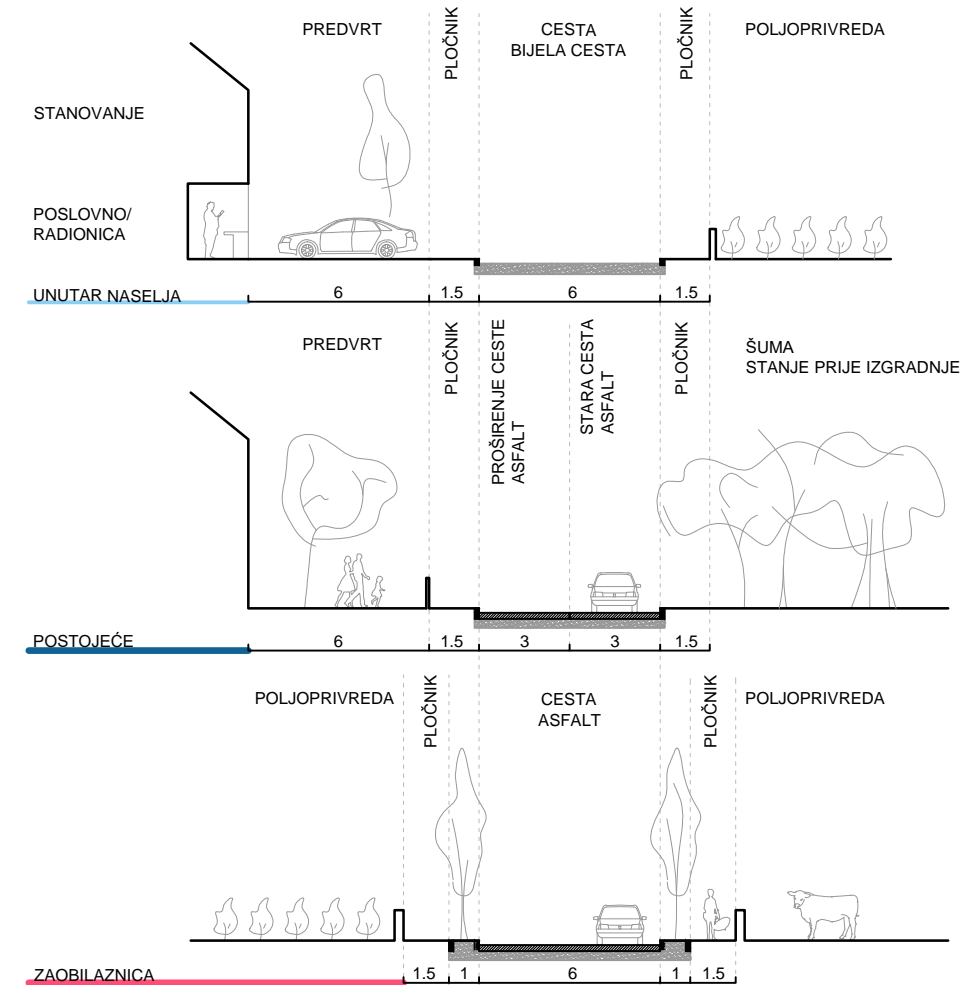 PREDVRT
PLOČNIK
CESTA
BIJELA CESTA
PLOČNIK
POLJOPRIVREDA
STANOVANJE
POSLOVNO/
RADIONICA
UNUTAR NASELJA
6
1.5
6
1.5
PREDVRT
PLOČNIK
PROŠIRENJE CESTE
ASFALT
STARA CESTA
ASFALT
PLOČNIK
ŠUMA
STANJE PRIJE IZGRADNJE
POSTOJEĆE
6
1.5
3
3
1.5
POLJOPRIVREDA
PLOČNIK
CESTA
ASFALT
PLOČNIK
POLJOPRIVREDA
ZAOBILAZNICA
1.5
1
6
1
1.5